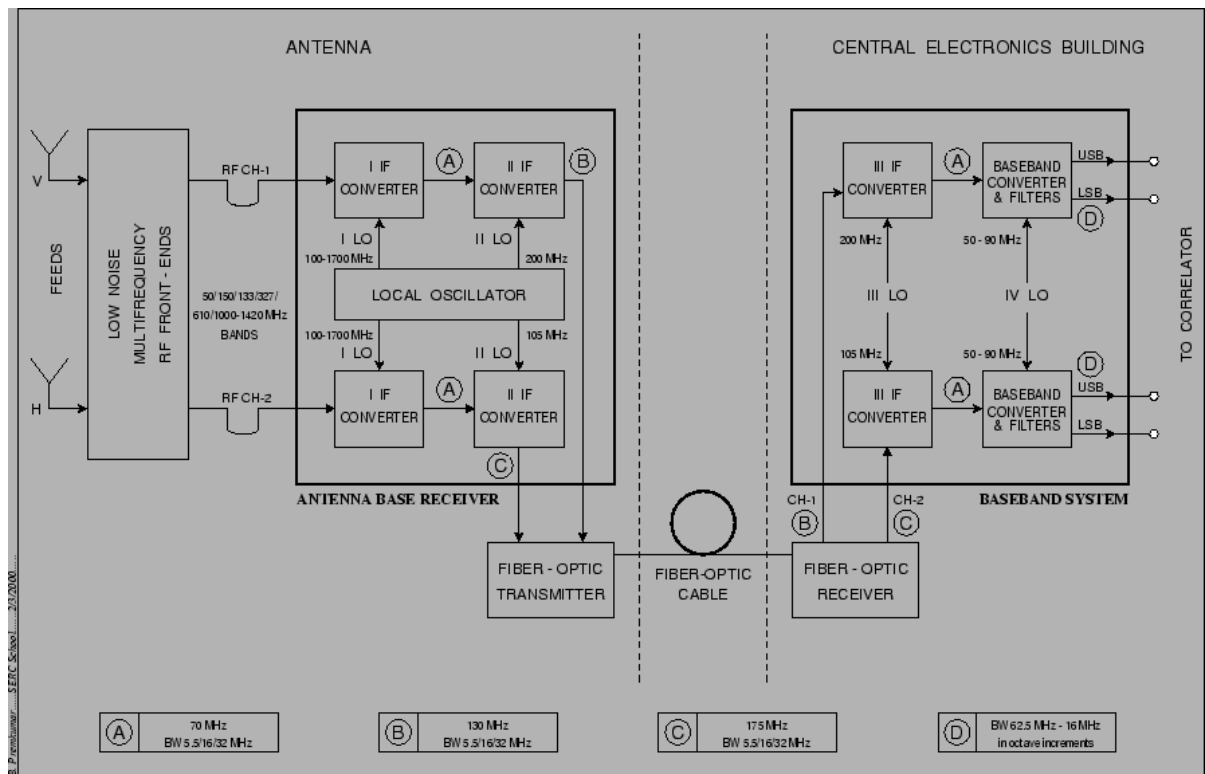 ANTENNA
CENTRAL ELECTRONICS BUILDING
V
H
FEEDS
LOW NOISE
MULTIFREQUENCY
RF FRONT - ENDS
RF CH-1
50/150/133/327/
610/1000-1420 MHz
BANDS
RF CH-2
I IF
CONVERTER
A
II IF
CONVERTER
B
I LO
100-1700 MHz
II LO
200 MHz
LOCAL OSCILLATOR
100-1700 MHz
I LO
105 MHz
II LO
I IF
CONVERTER
A
II IF
CONVERTER
C
ANTENNA BASE RECEIVER
FIBER - OPTIC
TRANSMITTER
FIBER-OPTIC
CABLE
FIBER - OPTIC
RECEIVER
CH-1
B
CH-2
C
III IF
CONVERTER
A
BASEBAND
CONVERTER
& FILTERS
USB
LSB
D
200 MHz
50 - 90 MHz
III LO
IV LO
105 MHz
50 - 90 MHz
III IF
CONVERTER
A
BASEBAND
CONVERTER
& FILTERS
D
USB
LSB
BASEBAND SYSTEM
TO CORRELATOR
A
70 MHz
BW 5.5/16/32 MHz
B
130 MHz
BW 5.5/16/32 MHz
C
175 MHz
BW 5.5/16/32 MHz
D
BW 62.5 MHz - 16 MHz
in octave increments
B. Premkumar......SERC School......2/3/2000......